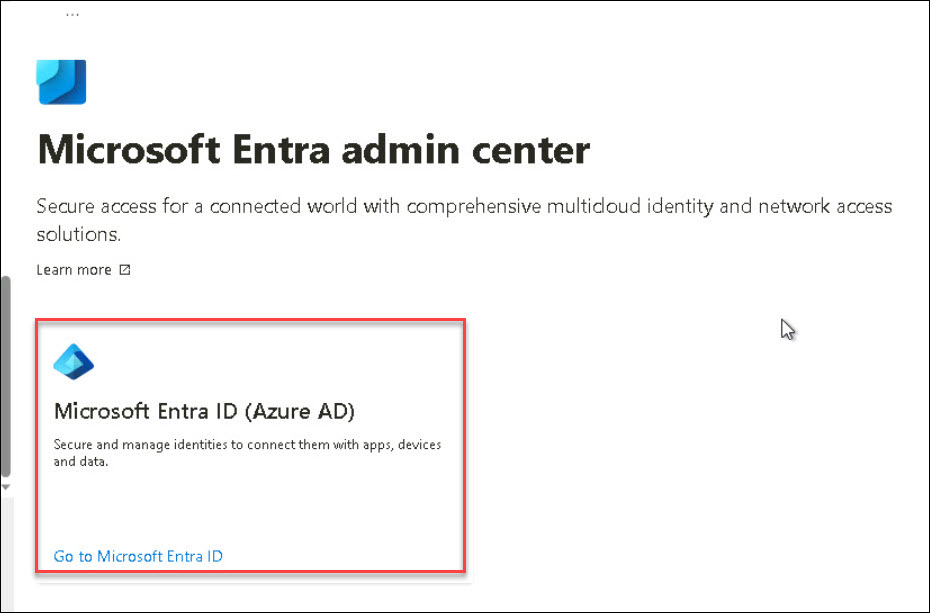 ...
Microsoft Entra admin center
Secure access for a connected world with comprehensive multicloud identity and network access
solutions.
Learn more
Microsoft Entra ID (Azure AD)
Secure and manage identities to connect them with apps, devices
and data.
Go to Microsoft Entra ID